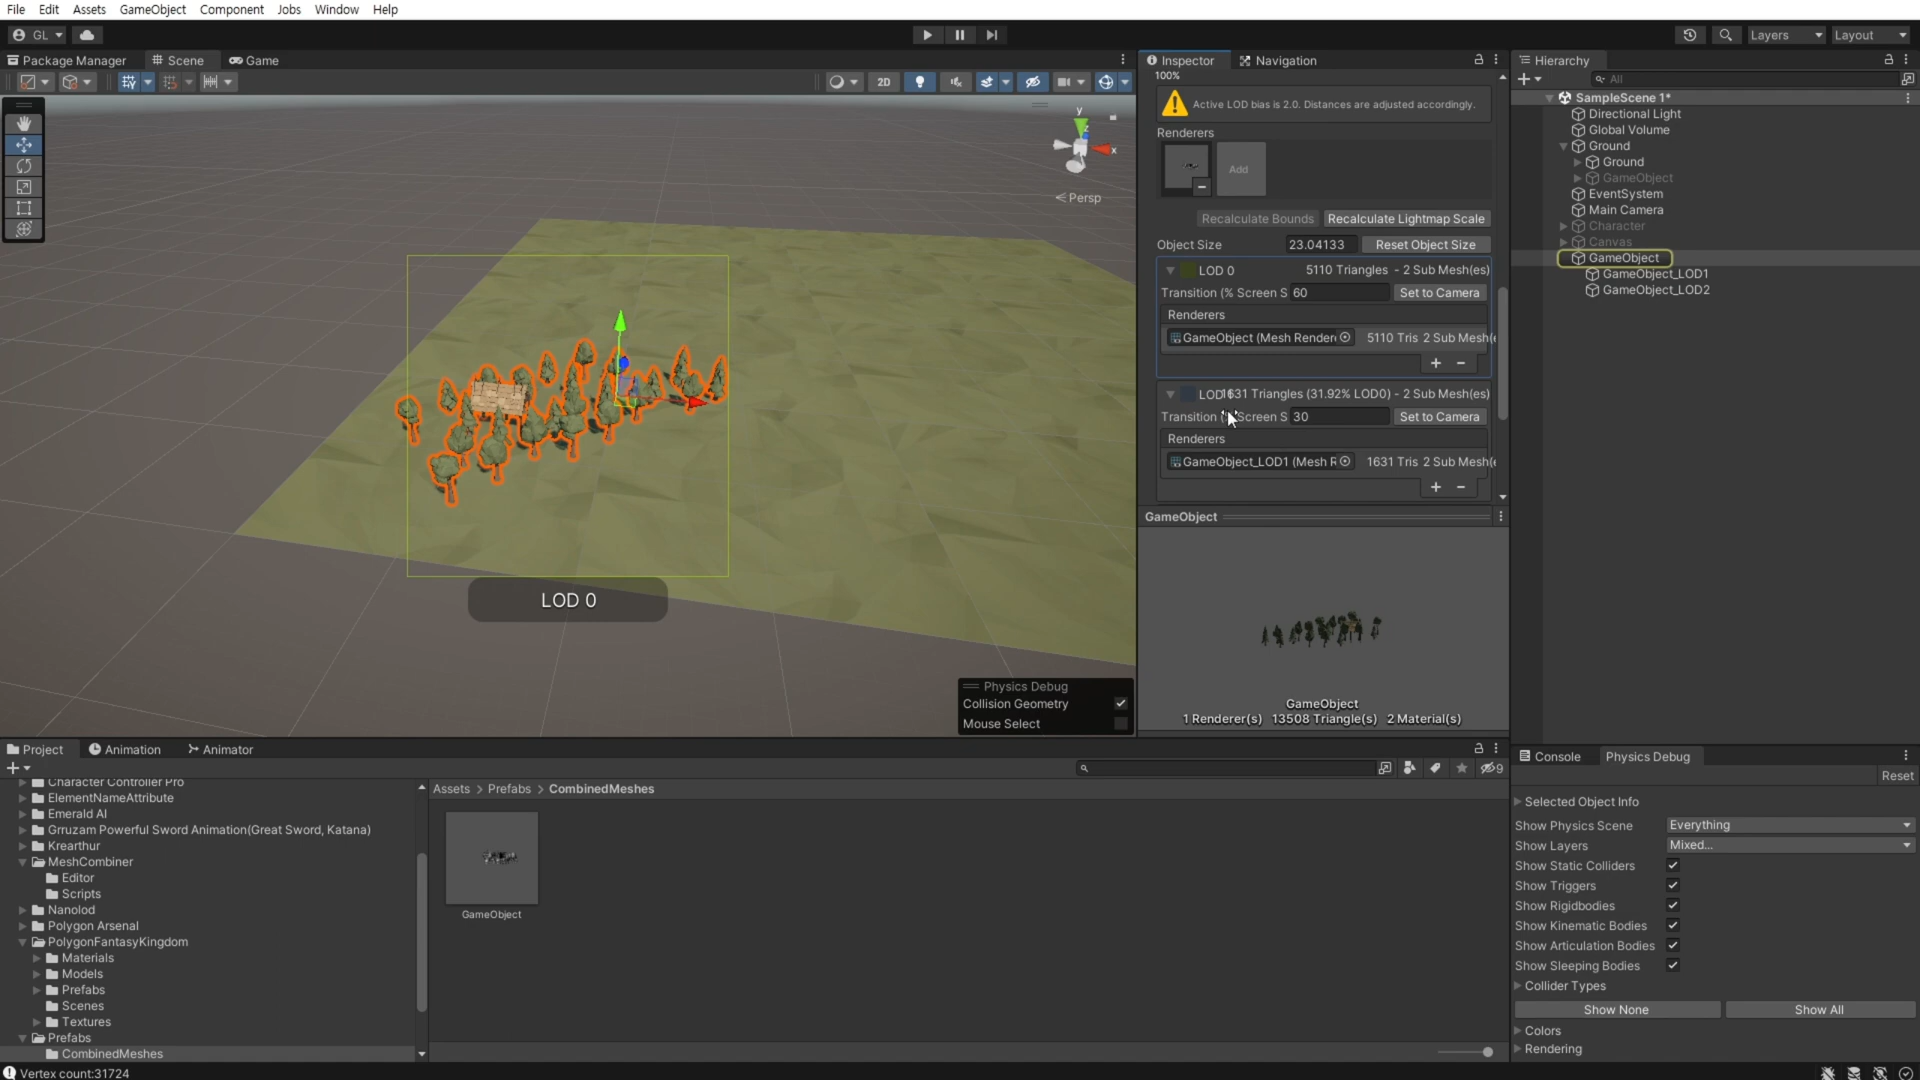 File Edit Assets GameObject Component Jobs Window Help
GL Layers Layout
Package Manager Scene Game
2D
y
x
Persp
LOD 0
Physics Debug
Collision Geometry
Mouse Select
Inspector Navigation
100%
Active LOD bias is 2.0. Distances are adjusted accordingly.
Renderers
Add
Recalculate Bounds Recalculate Lightmap Scale
Object Size 23.04133 Reset Object Size
LOD 0 5110 Triangles - 2 Sub Mesh(es)
Transition (% Screen S 60 Set to Camera
Renderers
GameObject (Mesh Render 5110 Tris 2 Sub Mesh(e
+ −
LOD 1631 Triangles (31.92% LOD0) - 2 Sub Mesh(es)
Transition (% Screen S 30 Set to Camera
Renderers
GameObject_LOD1 (Mesh R 1631 Tris 2 Sub Mesh(e
+ −
GameObject
GameObject
1 Renderer(s) 13508 Triangle(s) 2 Material(s)
Hierarchy
All
SampleScene 1*
Directional Light
Global Volume
Ground
Ground
GameObject
EventSystem
Main Camera
Character
Canvas
GameObject
GameObject_LOD1
GameObject_LOD2
Project Animation Animator
9
Character Controller Pro
ElementNameAttribute
Emerald AI
Grruzam Powerful Sword Animation(Great Sword, Katana)
Krearthur
MeshCombiner
Editor
Scripts
Nanolod
Polygon Arsenal
PolygonFantasyKingdom
Materials
Models
Prefabs
Scenes
Textures
Prefabs
CombinedMeshes
Assets > Prefabs > CombinedMeshes
GameObject
Console Physics Debug
Reset
Selected Object Info
Show Physics Scene Everything
Show Layers Mixed...
Show Static Colliders
Show Triggers
Show Rigidbodies
Show Kinematic Bodies
Show Articulation Bodies
Show Sleeping Bodies
Collider Types
Show None Show All
Colors
Rendering
Vertex count:31724